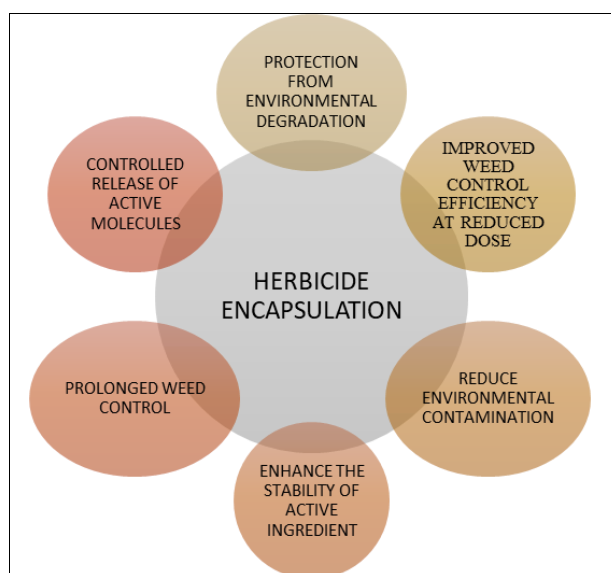 PROTECTION
FROM
ENVIRONMENTAL
DEGRADATION
IMPROVED
WEED
CONTROL
EFFICIENCY
AT REDUCED
DOSE
REDUCE
ENVIRONMENTAL
CONTAMINATION
ENHANCE THE
STABILITY OF
ACTIVE
INGREDIENT
PROLONGED WEED
CONTROL
CONTROLLED
RELEASE OF
ACTIVE
MOLECULES
HERBICIDE
ENCAPSULATION